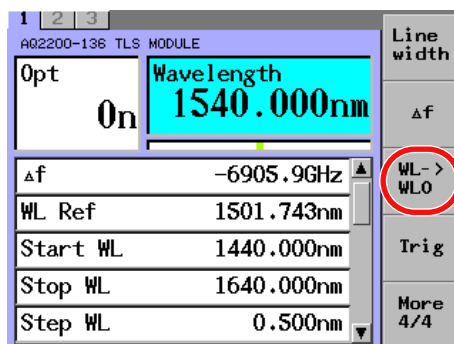 1 2 3
AQ2200-136 TLS MODULE
Opt
On
Wavelength
1540.000nm
Δf -6905.9GHz
WL Ref 1501.743nm
Start WL 1440.000nm
Stop WL 1640.000nm
Step WL 0.500nm
Line
width
Δf
WL->
WL0
Trig
More
4/4